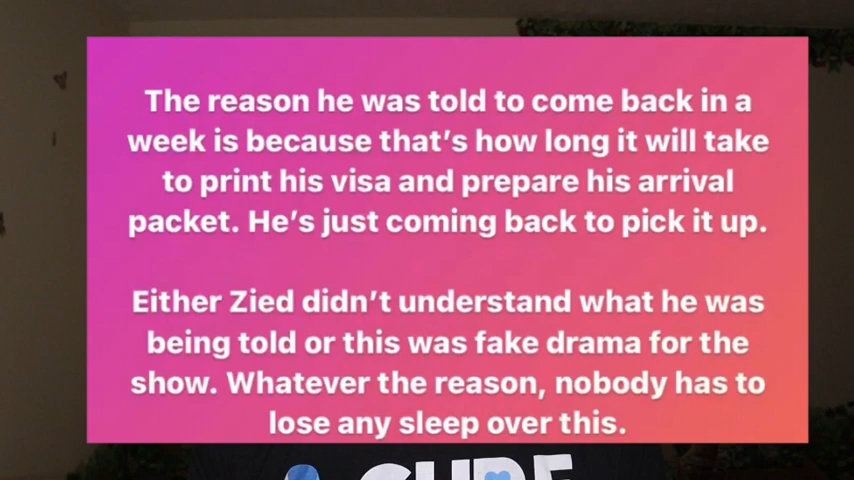 The reason he was told to come back in a
week is because that's how long it will take
to print his visa and prepare his arrival
packet. He's just coming back to pick it up.
Either Zied didn't understand what he was
being told or this was fake drama for the
show. Whatever the reason, nobody has to
lose any sleep over this.
A CURE